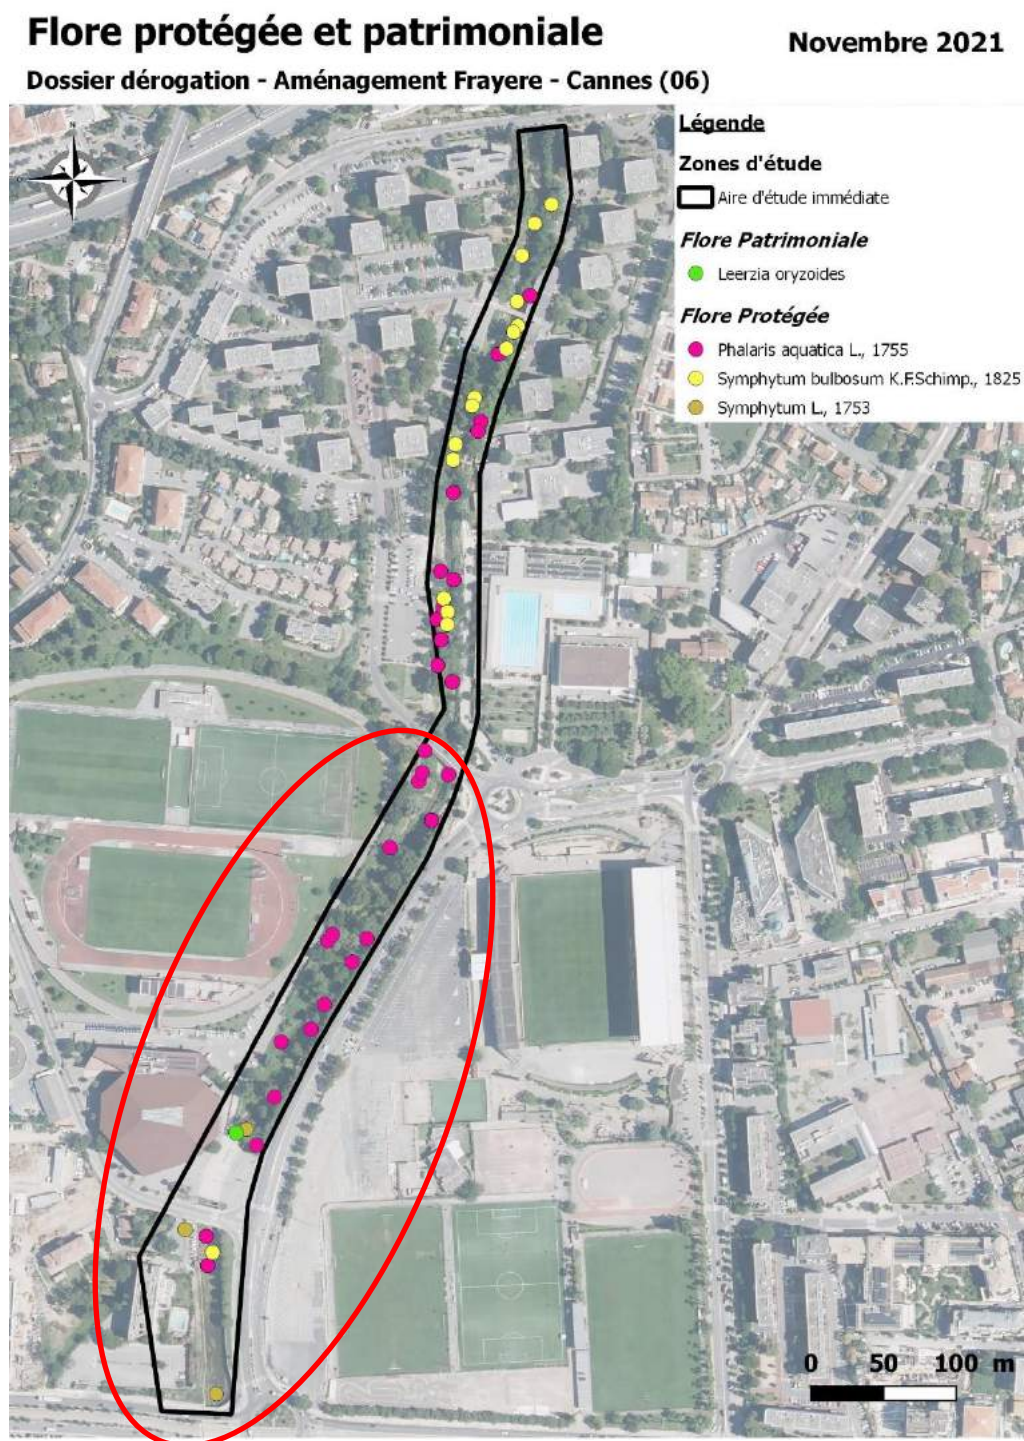 Flore protégée et patrimoniale
Novembre 2021
Dossier dérogation - Aménagement Frayere - Cannes (06)
N
Légende
Zones d'étude
Aire d'étude immédiate
Flore Patrimoniale
Leerzia oryzoides
Flore Protégée
Phalaris aquatica L., 1755
Symphytum bulbosum K.F.Schimp., 1825
Symphytum L., 1753
0 50 100 m